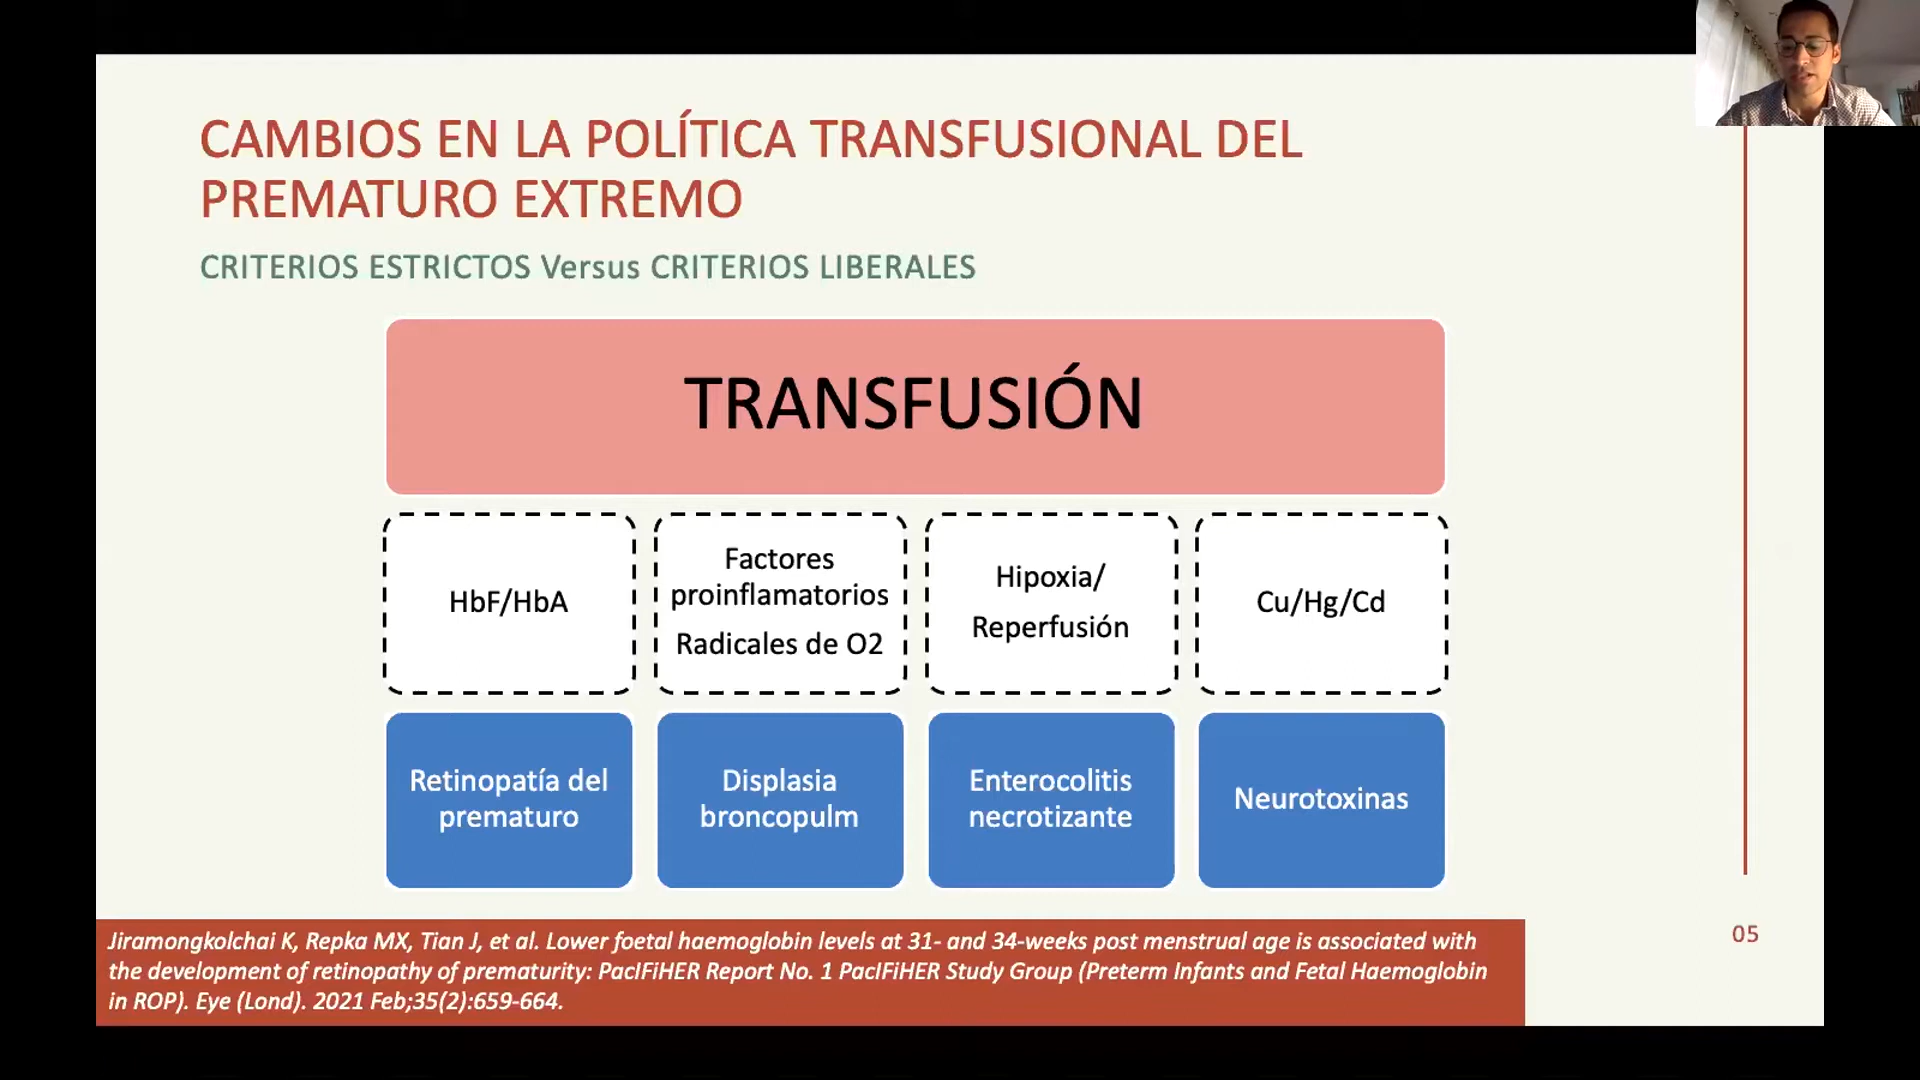 CAMBIOS EN LA POLÍTICA TRANSFUSIONAL DEL
PREMATURO EXTREMO
CRITERIOS ESTRICTOS Versus CRITERIOS LIBERALES
TRANSFUSIÓN
HbF/HbA
Factores
proinflamatorios
Radicales de O2
Hipoxia/
Reperfusión
Cu/Hg/Cd
Retinopatía del
prematuro
Displasia
broncopulm
Enterocolitis
necrotizante
Neurotoxinas
Jiramongkolchai K, Repka MX, Tian J, et al. Lower foetal haemoglobin levels at 31- and 34-weeks post menstrual age is associated with
the development of retinopathy of prematurity: PacIFiHER Report No. 1 PacIFiHER Study Group (Preterm Infants and Fetal Haemoglobin
in ROP). Eye (Lond). 2021 Feb;35(2):659-664.
05